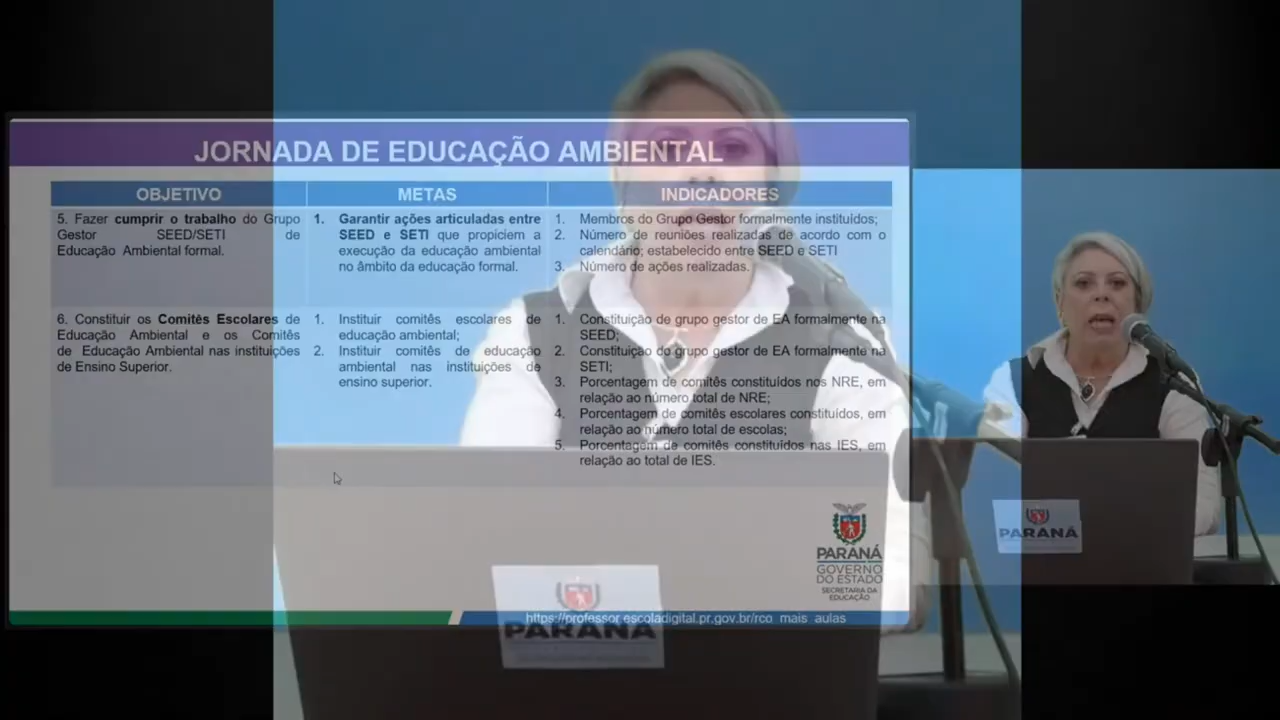 JORNADA DE EDUCAÇÃO AMBIENTAL
OBJETIVO
METAS
INDICADORES
5. Fazer cumprir o trabalho do Grupo
Gestor SEED/SETI de
Educação Ambiental formal.
1. Garantir ações articuladas entre
SEED e SETI que propiciem a
execução da educação ambiental
no âmbito da educação formal.
1. Membros do Grupo Gestor formalmente instituídos;
2. Número de reuniões realizadas de acordo com o
calendário; estabelecido entre SEED e SETI
3. Número de ações realizadas.
6. Constituir os Comitês Escolares de
Educação Ambiental e os Comitês
de Educação Ambiental nas instituições
de Ensino Superior.
1. Instituir comitês escolares de
educação ambiental;
2. Instituir comitês de educação
ambiental nas instituições de
ensino superior.
1. Constituição de grupo gestor de EA formalmente na
SEED;
2. Constituição do grupo gestor de EA formalmente na
SETI;
3. Porcentagem de comitês constituídos nos NRE, em
relação ao número total de NRE;
4. Porcentagem de comitês escolares constituídos, em
relação ao número total de escolas;
5. Porcentagem de comitês constituídos nas IES, em
relação ao total de IES.
PARANÁ
GOVERNO
DO ESTADO
SECRETARIA DA
EDUCAÇÃO
https://professor.escoladigital.pr.gov.br/rco_mais_aulas
PARANÁ
PARANÁ